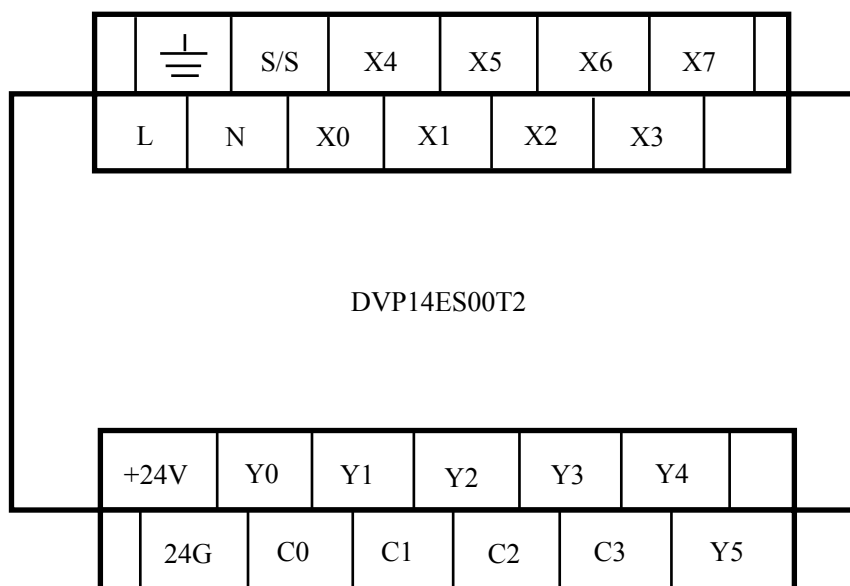 S/S X4 X5 X6 X7
L N X0 X1 X2 X3
DVP14ES00T2
+24V Y0 Y1 Y2 Y3 Y4
24G C0 C1 C2 C3 Y5